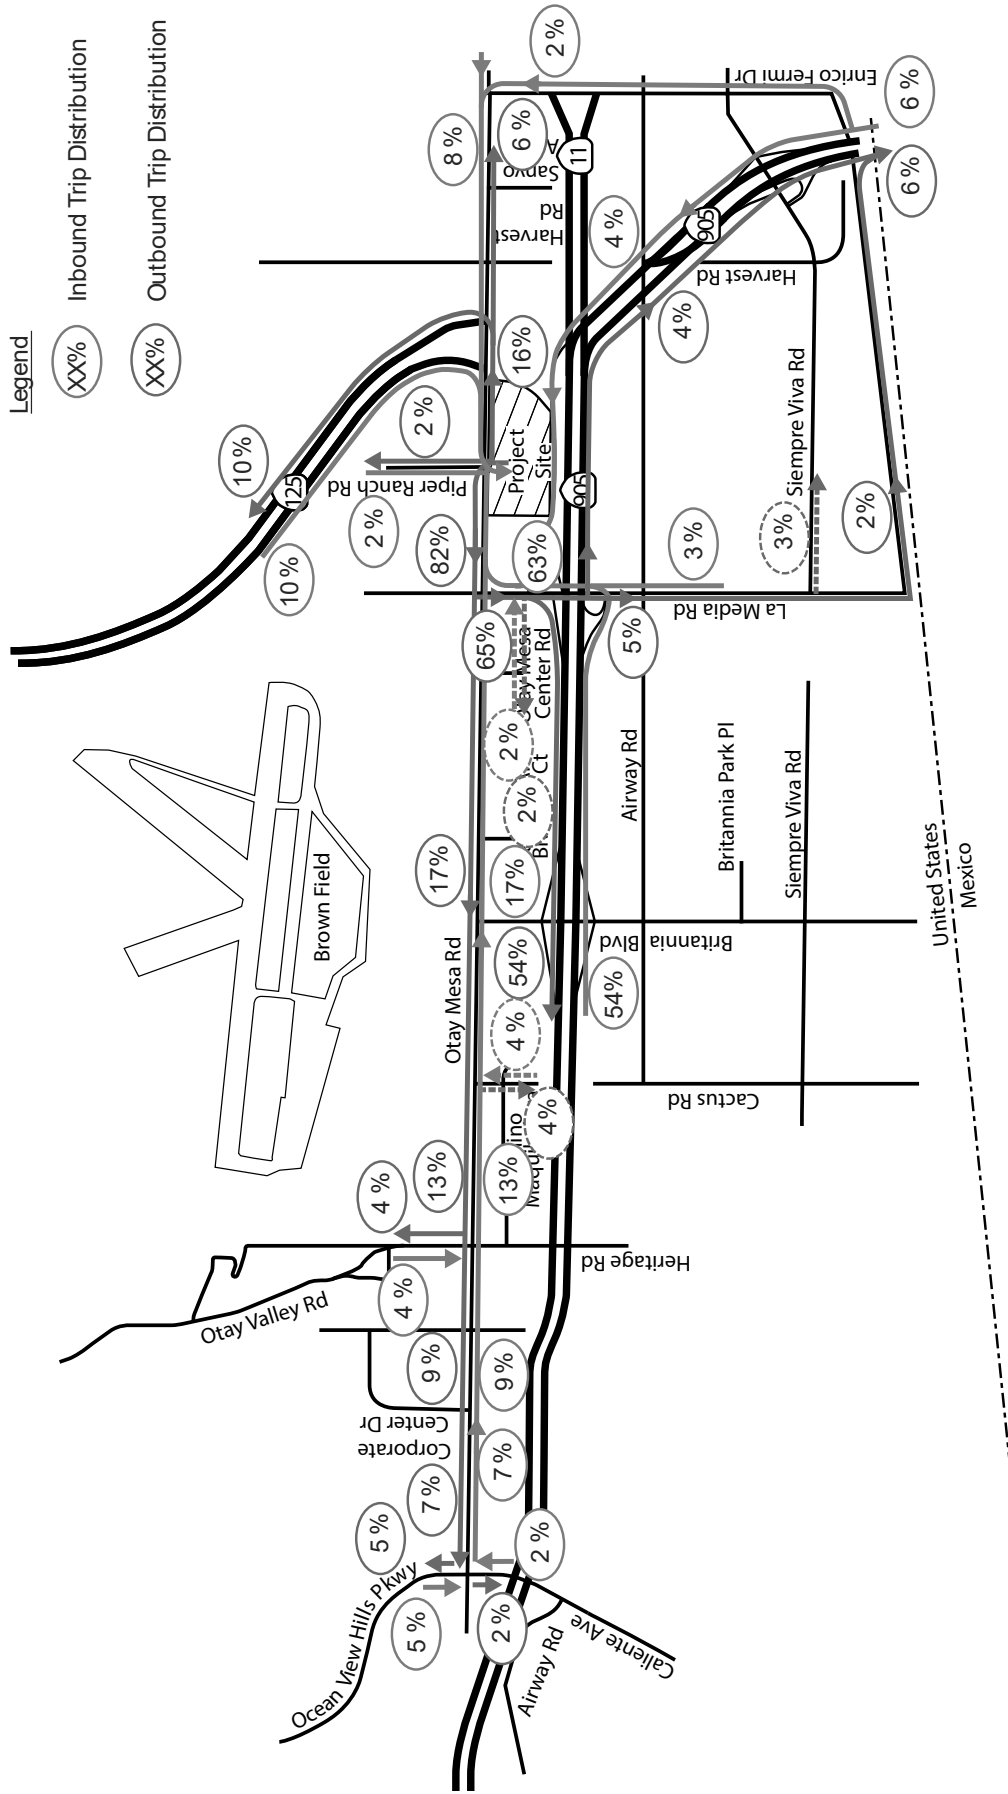 Legend
XX% Inbound Trip Distribution
XX% Outbound Trip Distribution
Ocean View Hills Pkwy
5 %
5 %
7 %
7 %
2 %
2 %
Airway Rd
Caliente Ave
Corporate
Center Dr
9 %
9 %
Otay Valley Rd
4 %
4 %
Heritage Rd
13%
13%
4 %
4%
Cactus Rd
Brown Field
Otay Mesa Rd
54%
54%
17%
17%
Britannia Blvd
Britannia Park Pl
Siempre Viva Rd
Airway Rd
Ct
2%
2 %
Center Rd
65%
5 %
La Media Rd
63%
82%
3 %
3 %
2%
10 %
10 %
125
2 %
2 %
Piper Ranch Rd
Project
Site
905
Siempre Viva Rd
16%
4 %
4 %
905
Harvest Rd
Harvest
Rd
Sanyo
A
8 %
6 %
11
2 %
Enrico Fermi Dr
6 %
6 %
United States
Mexico